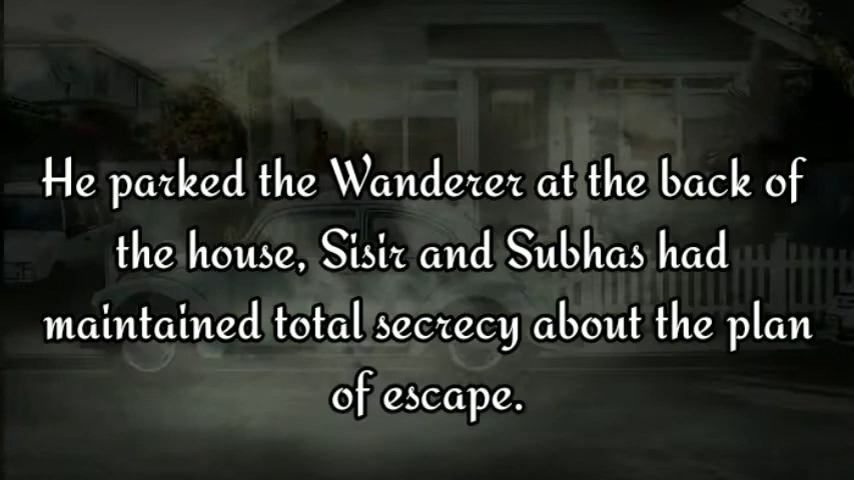 He parked the Wanderer at the back of
the house, Sisir and Subhas had
maintained total secrecy about the plan
of escape.